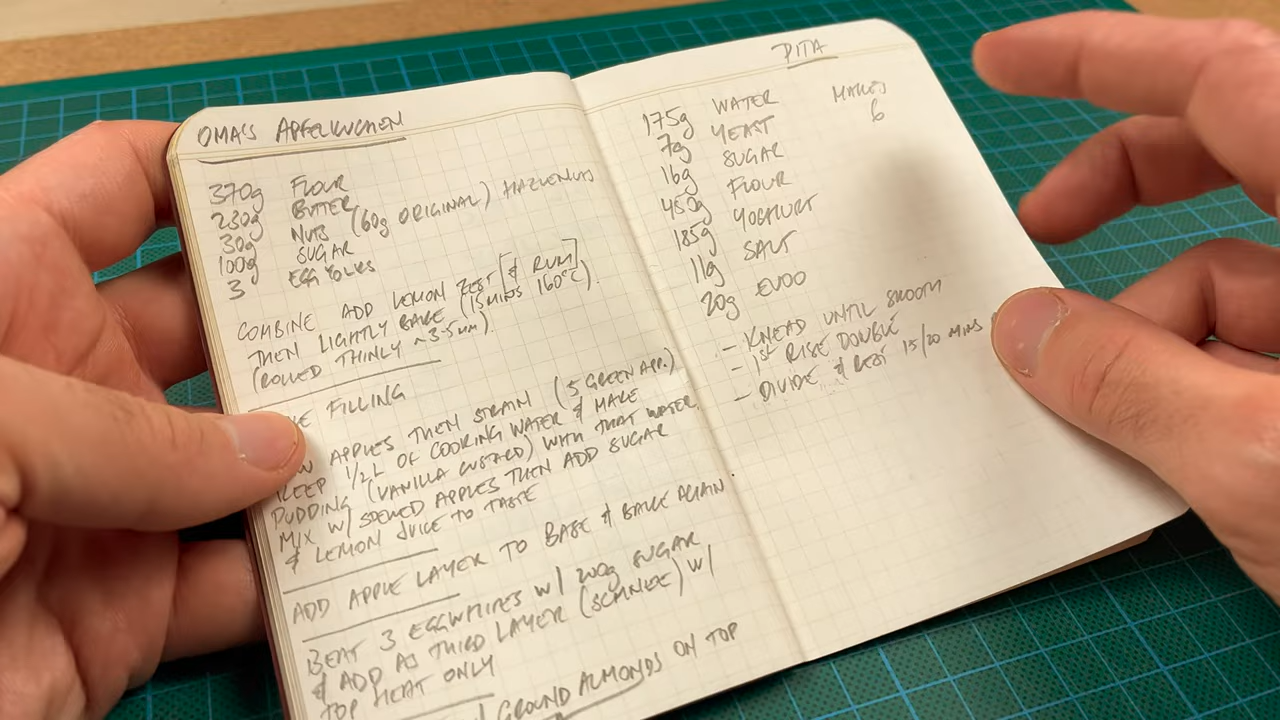 OMA'S APFELKUCHEN
370g FLOUR
230g BUTTER
30g NUTS (60g ORIGINAL) HAZELNUTS
100g SUGAR
3 EGG YOLKS
COMBINE ADD LEMON ZEST [& RUM]
THEN LIGHTLY BAKE (15 MINS 160°C).
(ROLLED THINLY ~3-5MM).
FILLING
APPLES THEN STRAIN (5 GREEN APP.)
KEEP 1/2 L OF COOKING WATER & MAKE
PUDDING (VANILLA CUSTARD) WITH THAT WATER.
MIX W/ STEWED APPLES THEN ADD SUGAR
& LEMON JUICE TO TASTE
ADD APPLE LAYER TO BASE & BAKE AGAIN.
BEAT 3 EGGWHITES W/ 200g SUGAR
& ADD AS THIRD LAYER (SCHNEE) W/
TOP HEAT ONLY
GROUND ALMONDS ON TOP
PITA
175g WATER MAKES
7g YEAST 6
16g SUGAR
450g FLOUR
185g YOGHURT
11g SALT
20g EVOO
- KNEAD UNTIL SMOOTH
- 1st RISE DOUBLE
- DIVIDE & REST 15/20 MINS